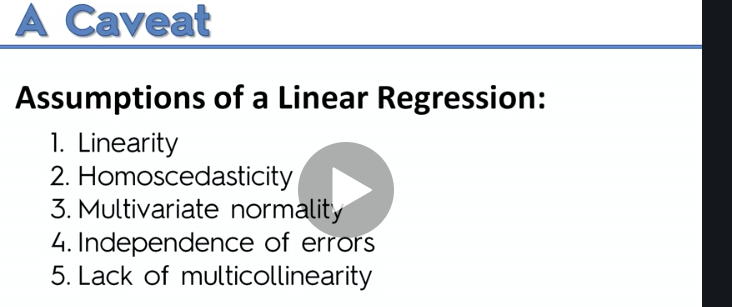 A Caveat
Assumptions of a Linear Regression:
1. Linearity
2. Homoscedasticity
3. Multivariate normality
4. Independence of errors
5. Lack of multicollinearity